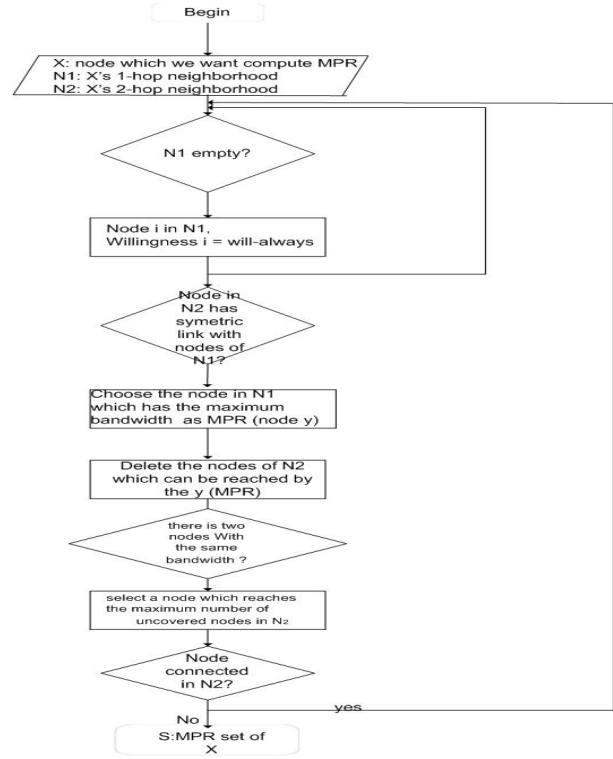 Begin
X: node which we want compute MPR
N1: X's 1-hop neighborhood
N2: X's 2-hop neighborhood
N1 empty?
Node i in N1,
Willingness i = will-always
Node in
N2 has
symetric
link with
nodes of
N1?
Choose the node in N1
which has the maximum
bandwidth as MPR (node y)
Delete the nodes of N2
which can be reached by
the y (MPR)
there is two
nodes With
the same
bandwidth ?
select a node which reaches
the maximum number of
uncovered nodes in N2
Node
connected
in N2?
yes
No
S:MPR set of
X